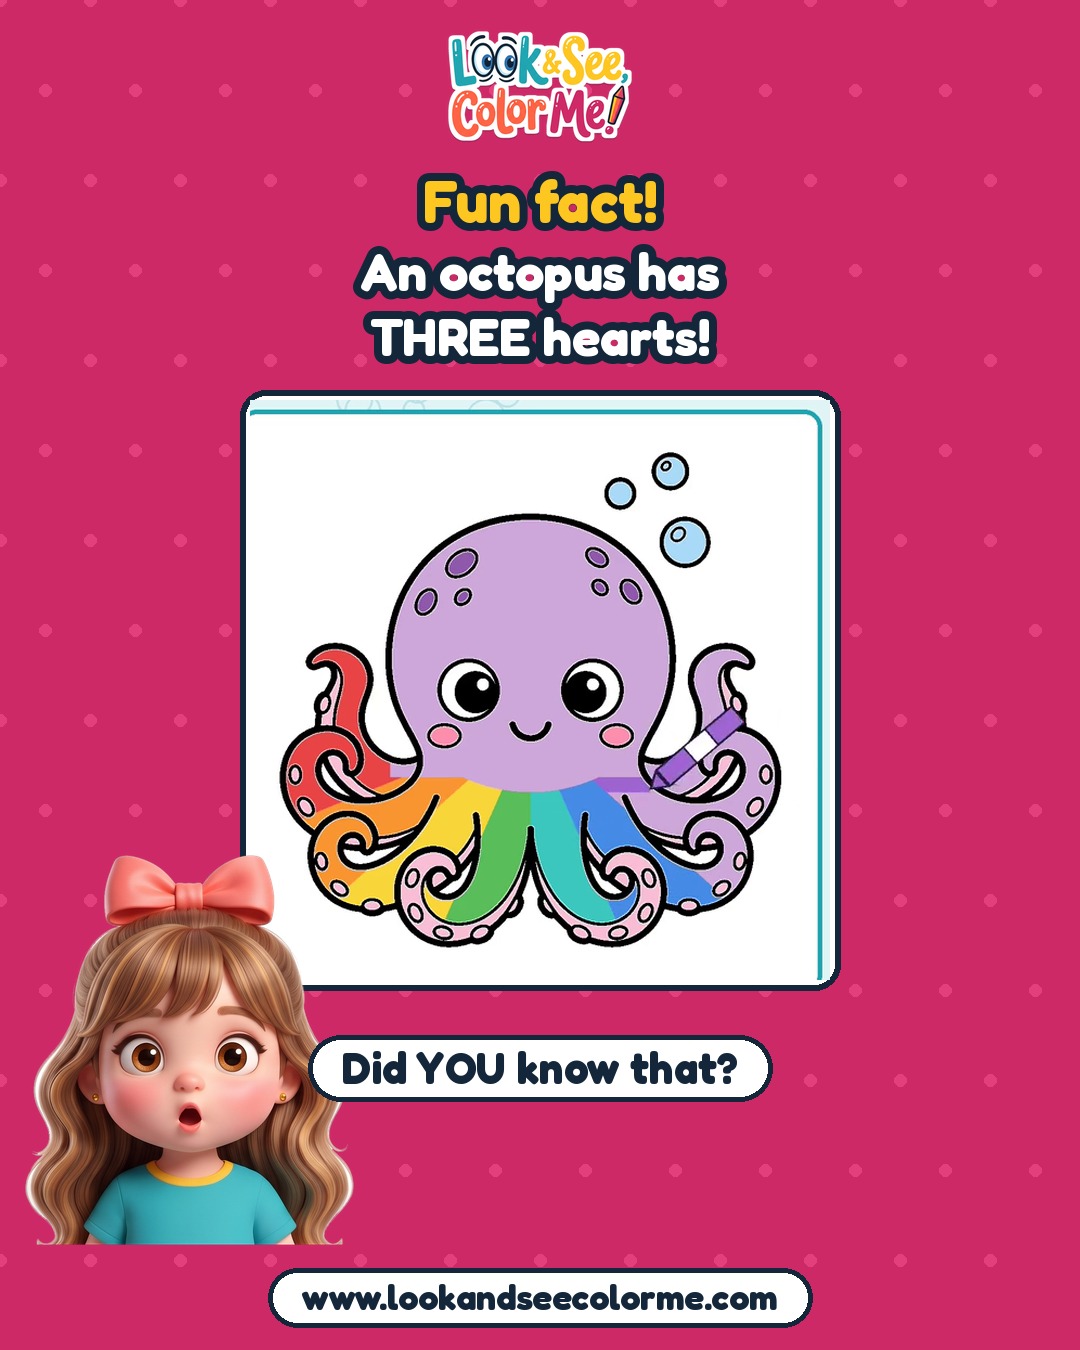 Look & See,
Color Me!
Fun fact!
An octopus has
THREE hearts!
Did YOU know that?
www.lookandseecolorme.com